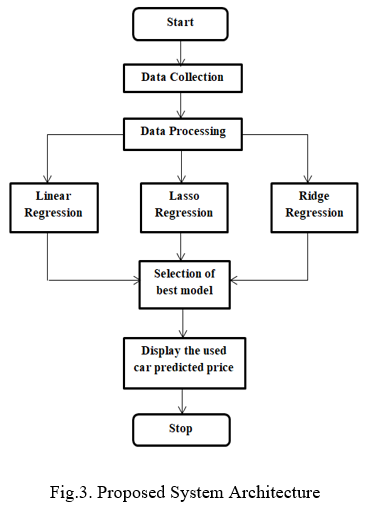 Start
Data Collection
Data Processing
Linear
Regression
Lasso
Regression
Ridge
Regression
Selection of
best model
Display the used
car predicted price
Stop
Fig.3. Proposed System Architecture